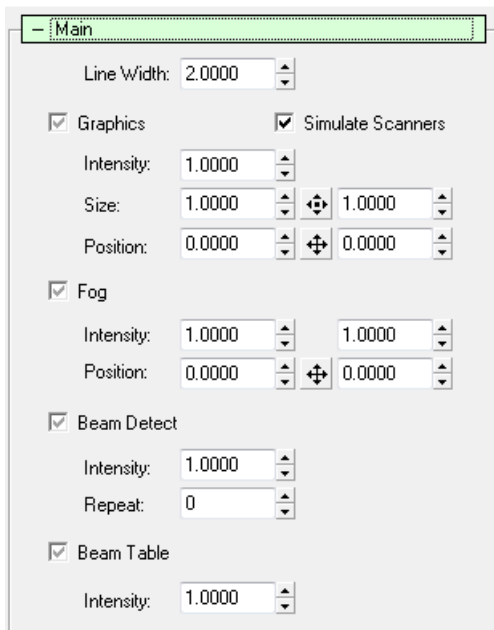 Main
Line Width: 2.0000
Graphics Simulate Scanners
Intensity: 1.0000
Size: 1.0000 1.0000
Position: 0.0000 0.0000
Fog
Intensity: 1.0000 1.0000
Position: 0.0000 0.0000
Beam Detect
Intensity: 1.0000
Repeat: 0
Beam Table
Intensity: 1.0000